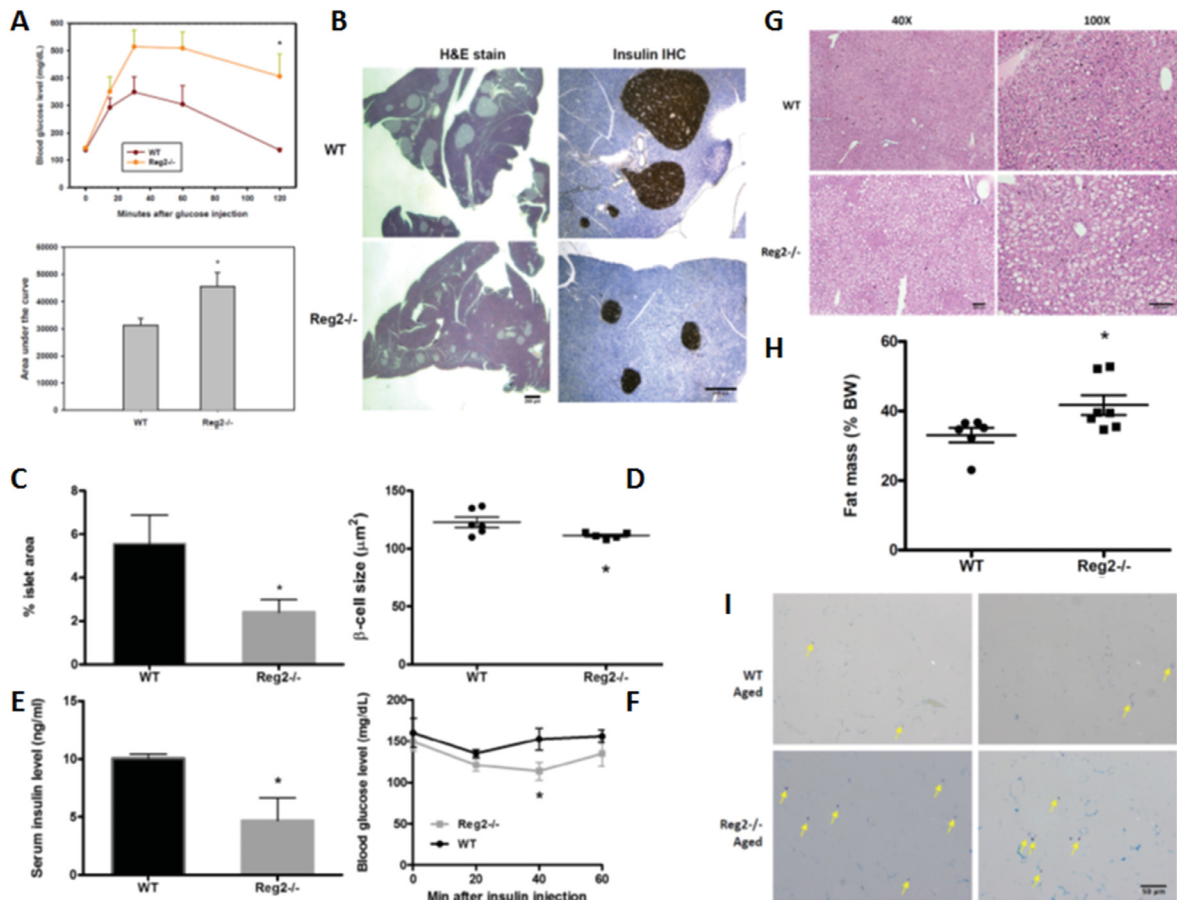 A
Blood glucose level (mg/dL)
600
500
400
300
200
100
0
*
WT
Reg2-/-
0 20 40 60 80 100 120
Minutes after glucose injection
Area under the curve
60000
50000
40000
30000
20000
10000
0
*
WT Reg2-/-
B
H&E stain Insulin IHC
WT
Reg2-/-
C
% islet area
8
6
4
2
0
*
WT Reg2-/-
D
β-cell size (μm²)
150
100
50
0
*
WT Reg2-/-
E
Serum insulin level (ng/ml)
15
10
5
0
*
WT Reg2-/-
F
Blood glucose level (mg/dL)
200
150
100
50
0
*
Reg2-/-
WT
0 20 40 60
Min after insulin injection
G
40X 100X
WT
Reg2-/-
H
Fat mass (% BW)
60
40
20
0
*
WT Reg2-/-
I
WT
Aged
Reg2-/-
Aged
50 μm